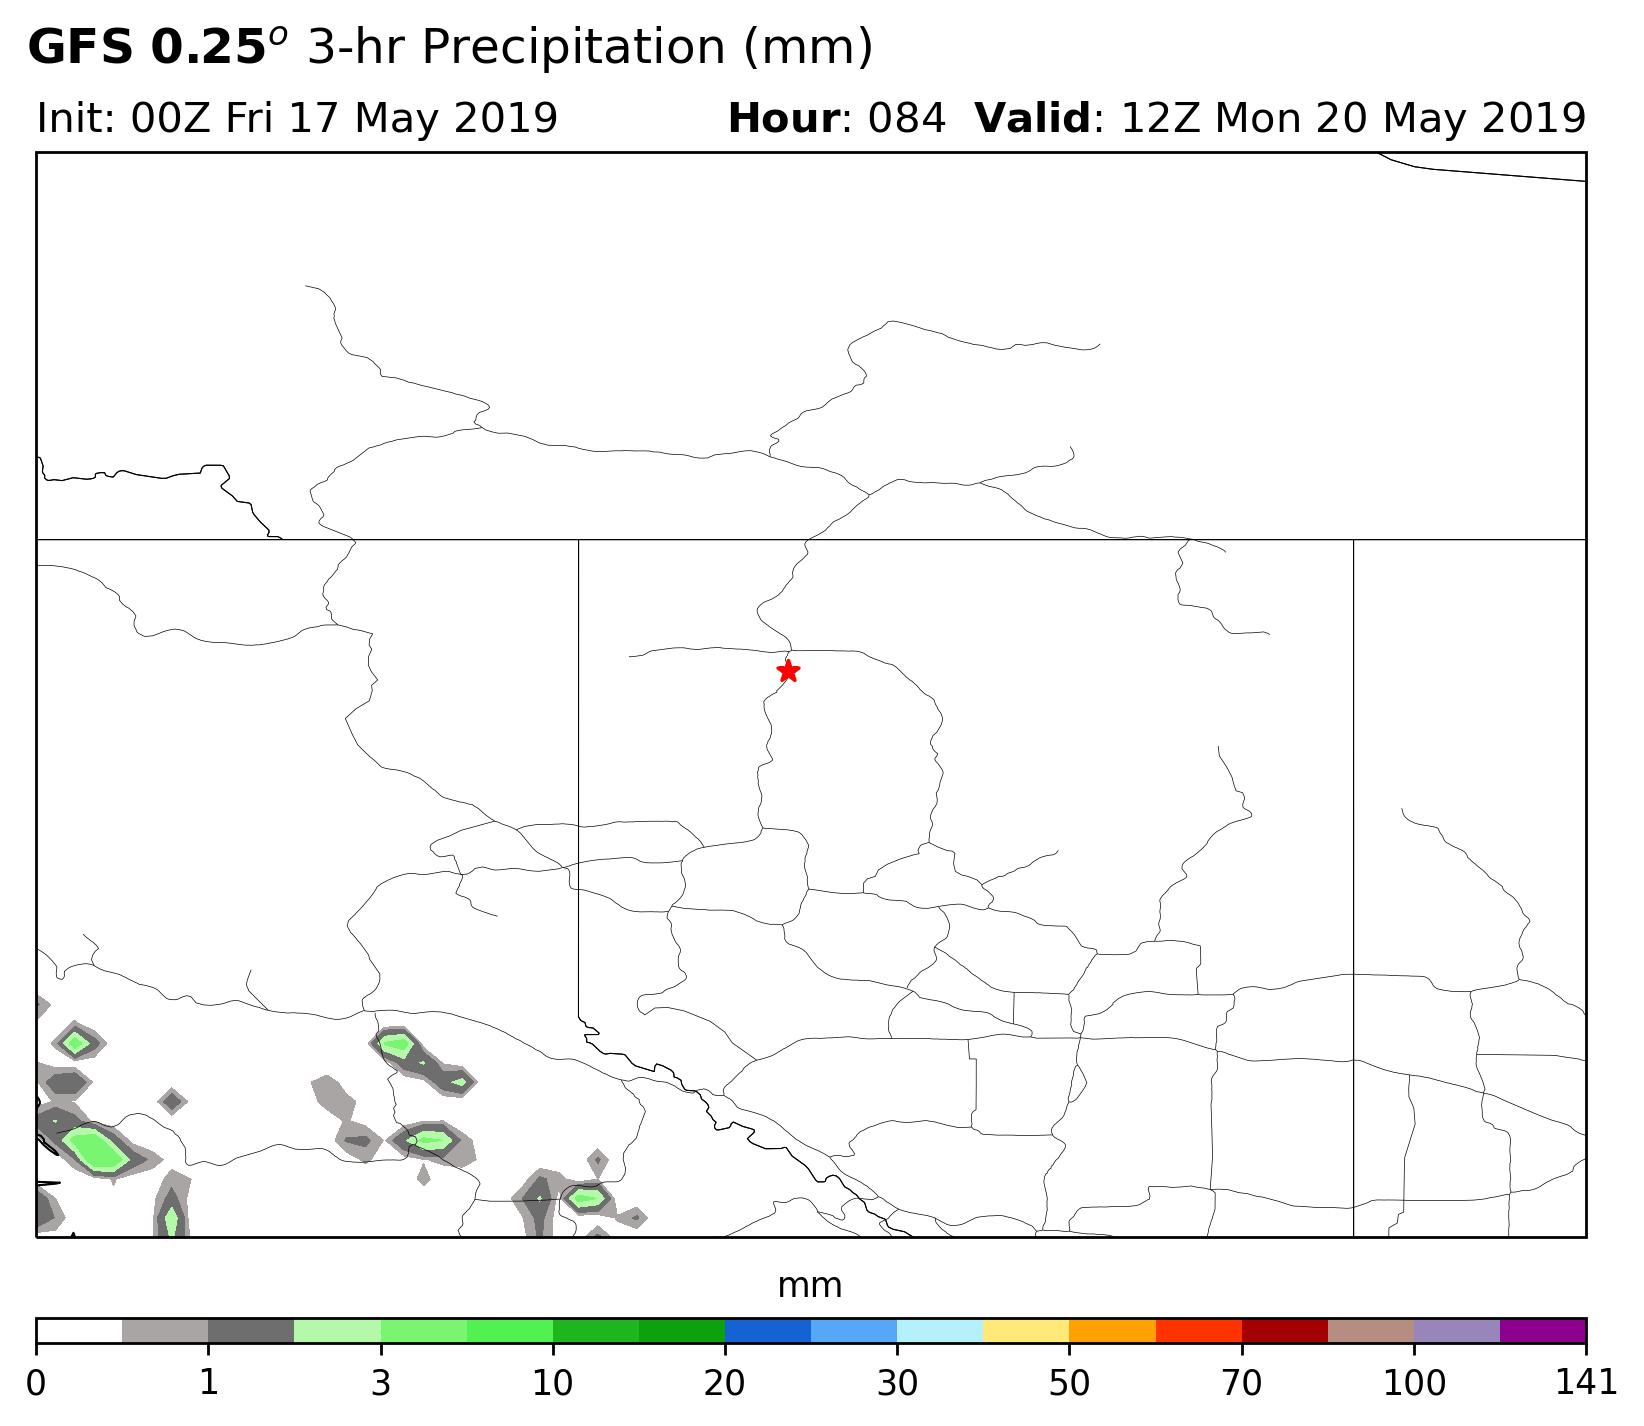 GFS 0.25° 3-hr Precipitation (mm)
Init: 00Z Fri 17 May 2019 Hour: 084 Valid: 12Z Mon 20 May 2019
mm
0 1 3 10 20 30 50 70 100 141